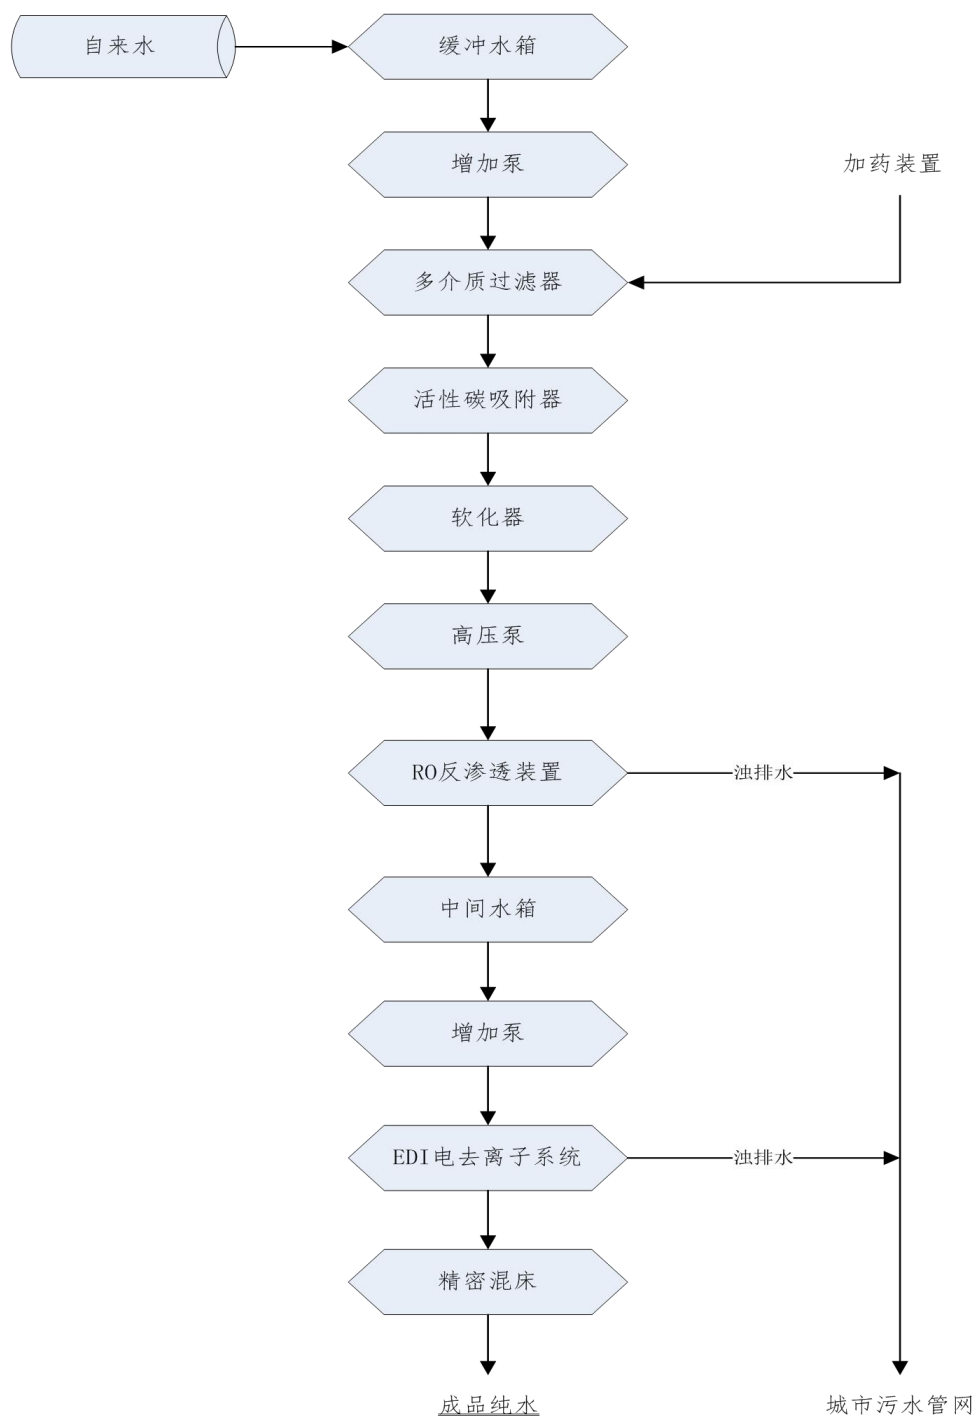 自来水
缓冲水箱
增加泵
加药装置
多介质过滤器
活性碳吸附器
软化器
高压泵
RO反渗透装置
浊排水
中间水箱
增加泵
EDI电去离子系统
浊排水
精密混床
成品纯水
城市污水管网